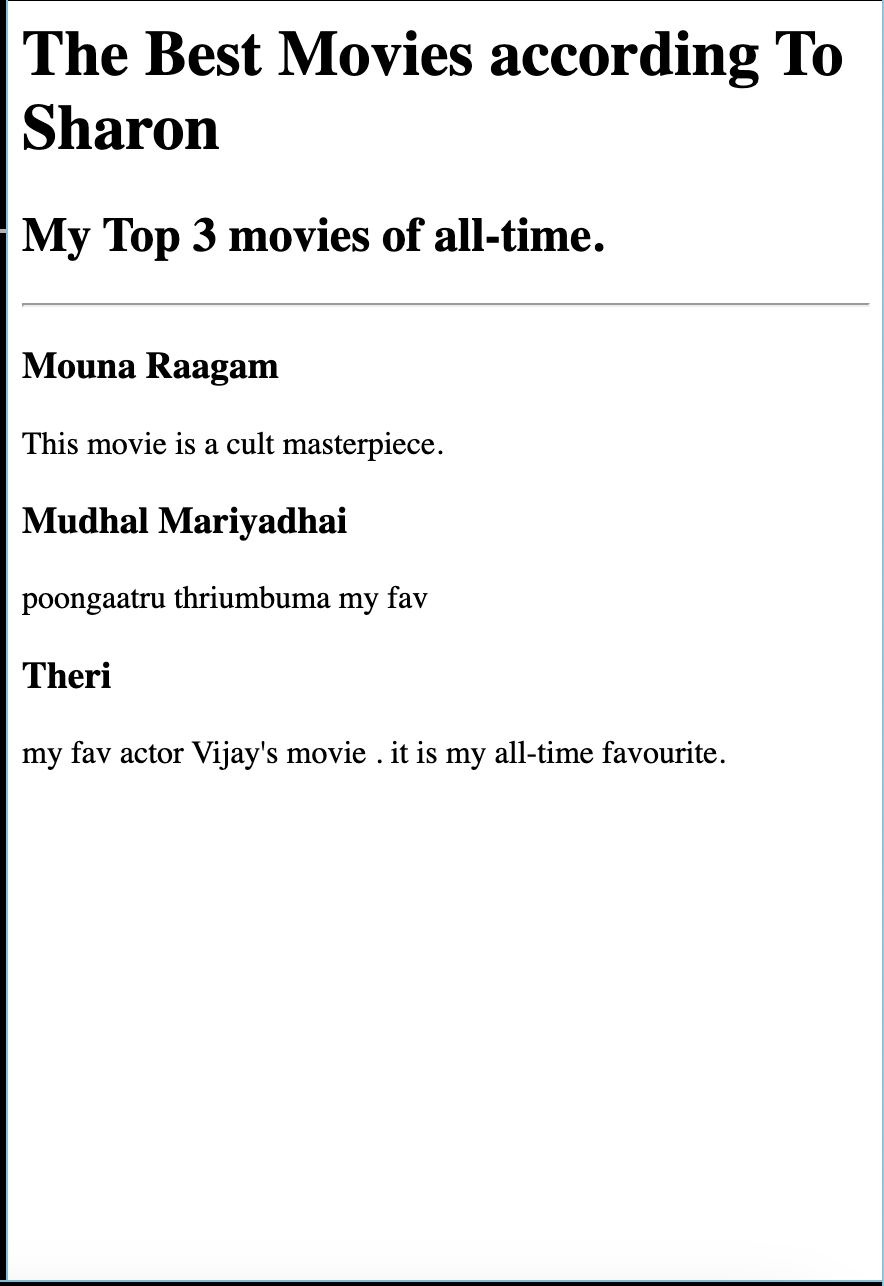 The Best Movies according To
Sharon
My Top 3 movies of all-time.
Mouna Raagam
This movie is a cult masterpiece.
Mudhal Mariyadhai
poongaatru thriumbuma my fav
Theri
my fav actor Vijay's movie . it is my all-time favourite.